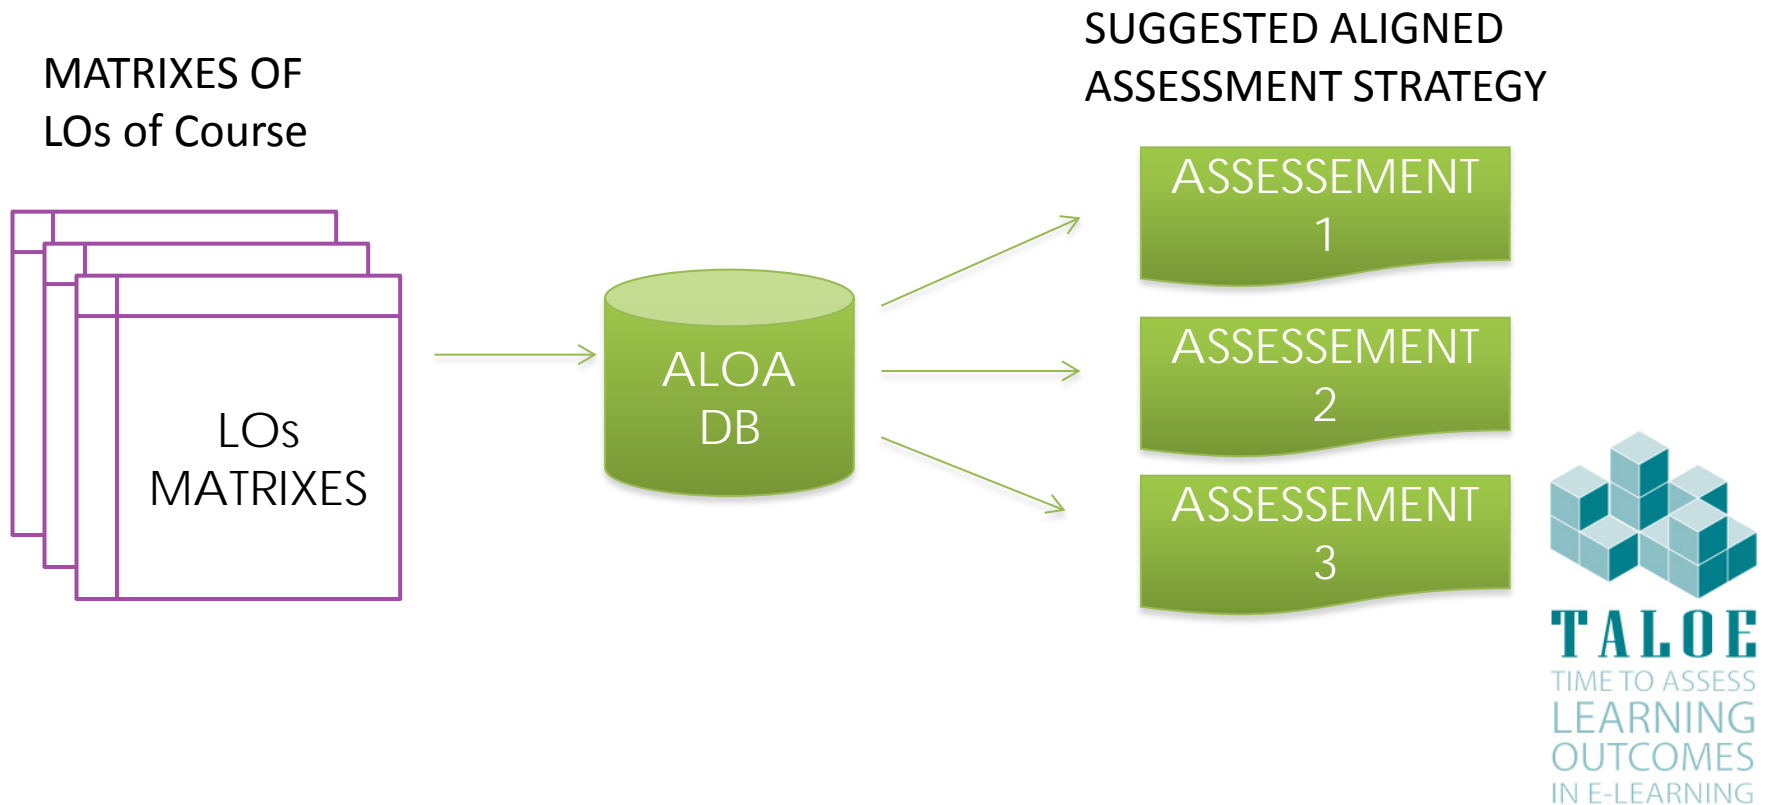 MATRIXES OF
LOs of Course
LOs
MATRIXES
ALOA
DB
SUGGESTED ALIGNED
ASSESSMENT STRATEGY
ASSESSEMENT
1
ASSESSEMENT
2
ASSESSEMENT
3
TALOE
TIME TO ASSESS
LEARNING
OUTCOMES
IN E-LEARNING